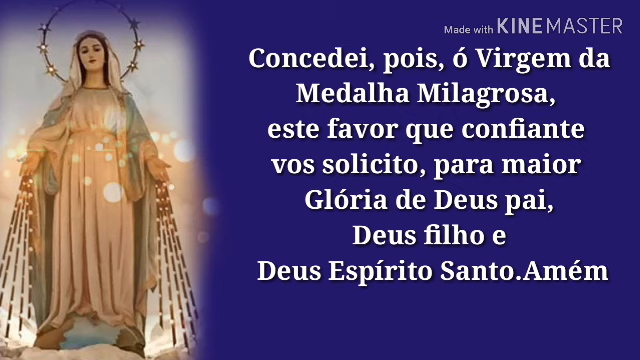 Made with KINEMASTER
Concedei, pois, ó Virgem da
Medalha Milagrosa,
este favor que confiante
vos solicito, para maior
Glória de Deus pai,
Deus filho e
Deus Espírito Santo.Amém